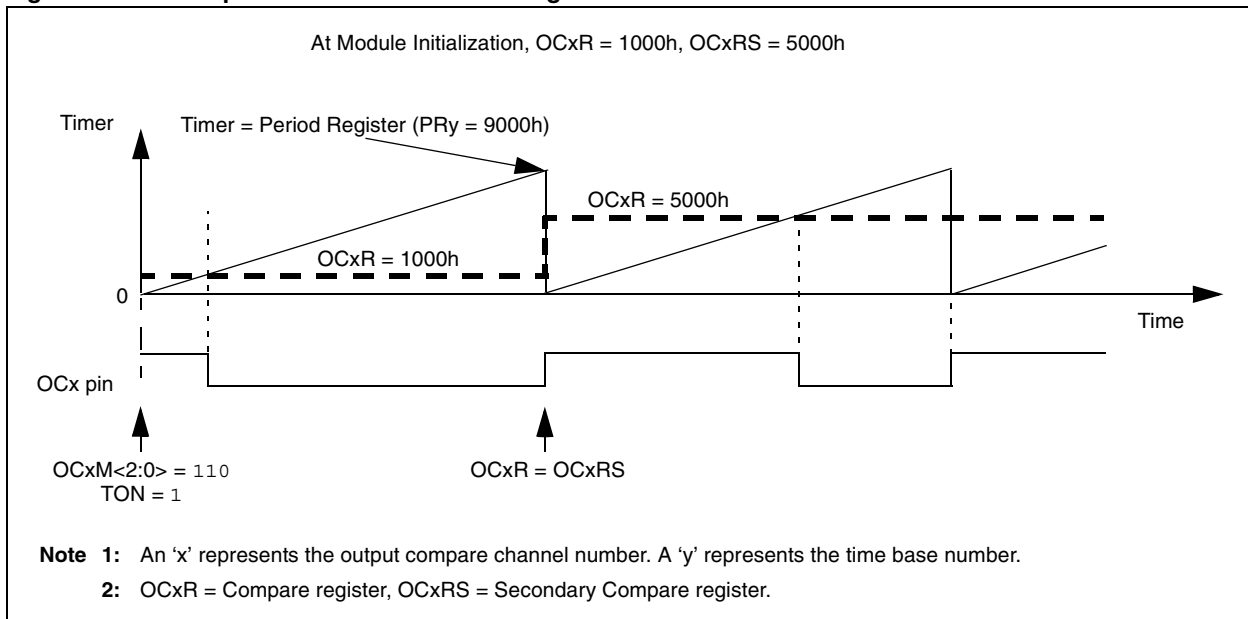 At Module Initialization, OCxR = 1000h, OCxRS = 5000h
Timer
Timer = Period Register (PRy = 9000h)
OCxR = 5000h
OCxR = 1000h
0
Time
OCx pin
OCxM<2:0> = 110
TON = 1
OCxR = OCxRS
Note 1: An ‘x’ represents the output compare channel number. A ‘y’ represents the time base number.
2: OCxR = Compare register, OCxRS = Secondary Compare register.